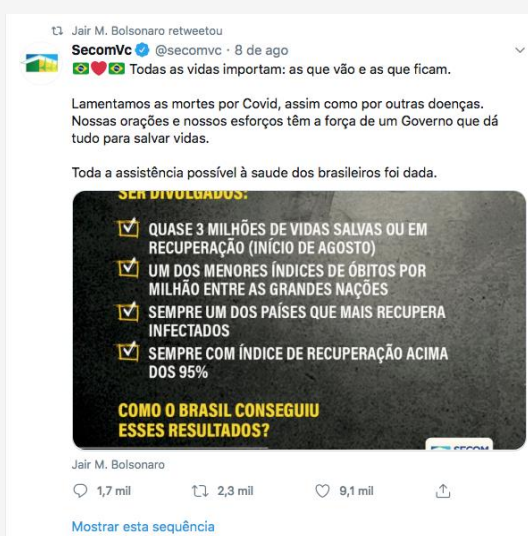 Jair M. Bolsonaro retweetou
SecomVc @secomvc · 8 de ago
Todas as vidas importam: as que vão e as que ficam.
Lamentamos as mortes por Covid, assim como por outras doenças.
Nossas orações e nossos esforços têm a força de um Governo que dá
tudo para salvar vidas.
Toda a assistência possível à saude dos brasileiros foi dada.
SER DIVULGADOS:
QUASE 3 MILHÕES DE VIDAS SALVAS OU EM
RECUPERAÇÃO (INÍCIO DE AGOSTO)
UM DOS MENORES ÍNDICES DE ÓBITOS POR
MILHÃO ENTRE AS GRANDES NAÇÕES
SEMPRE UM DOS PAÍSES QUE MAIS RECUPERA
INFECTADOS
SEMPRE COM ÍNDICE DE RECUPERAÇÃO ACIMA
DOS 95%
COMO O BRASIL CONSEGUIU
ESSES RESULTADOS?
SECOM
Jair M. Bolsonaro
1,7 mil 2,3 mil 9,1 mil
Mostrar esta sequência